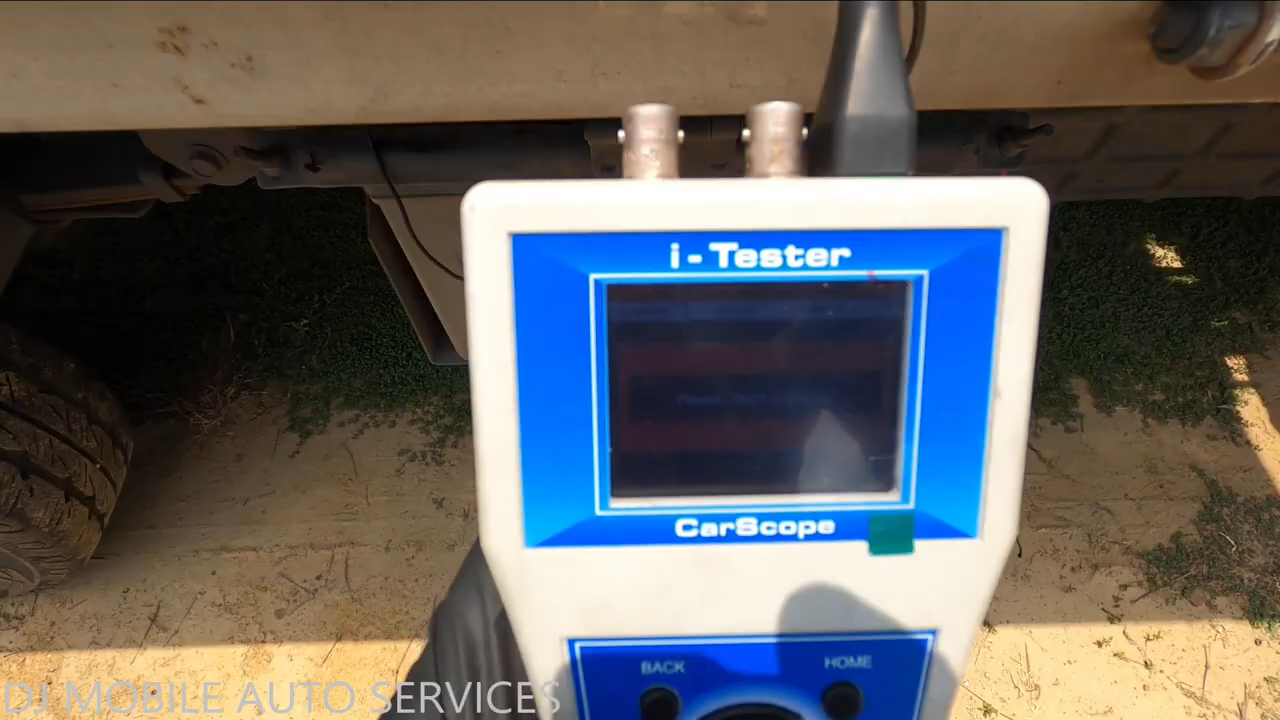 i-Tester
CarScope
BACK
HOME
DJ MOBILE AUTO SERVICES